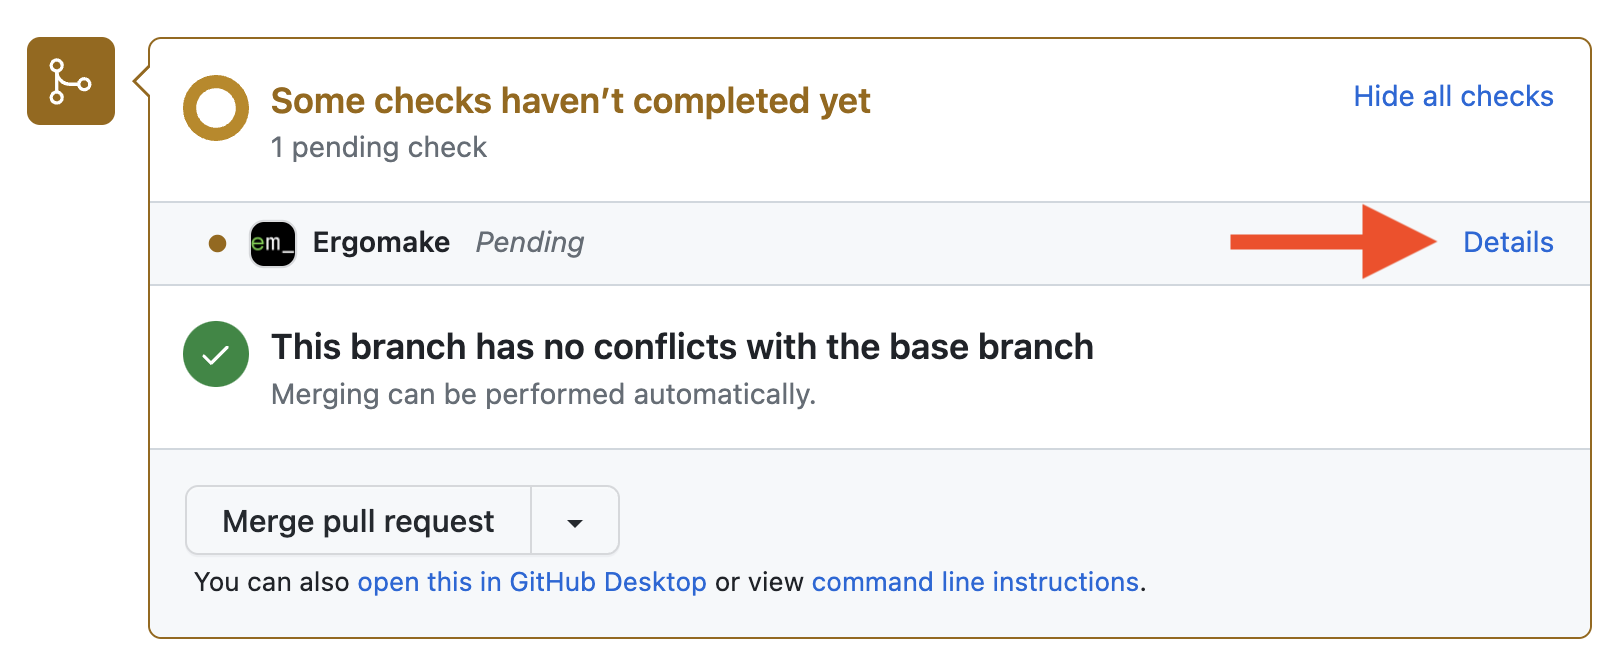 Some checks haven’t completed yet
Hide all checks
1 pending check
em_
Ergomake Pending
Details
This branch has no conflicts with the base branch
Merging can be performed automatically.
Merge pull request
You can also open this in GitHub Desktop or view command line instructions.